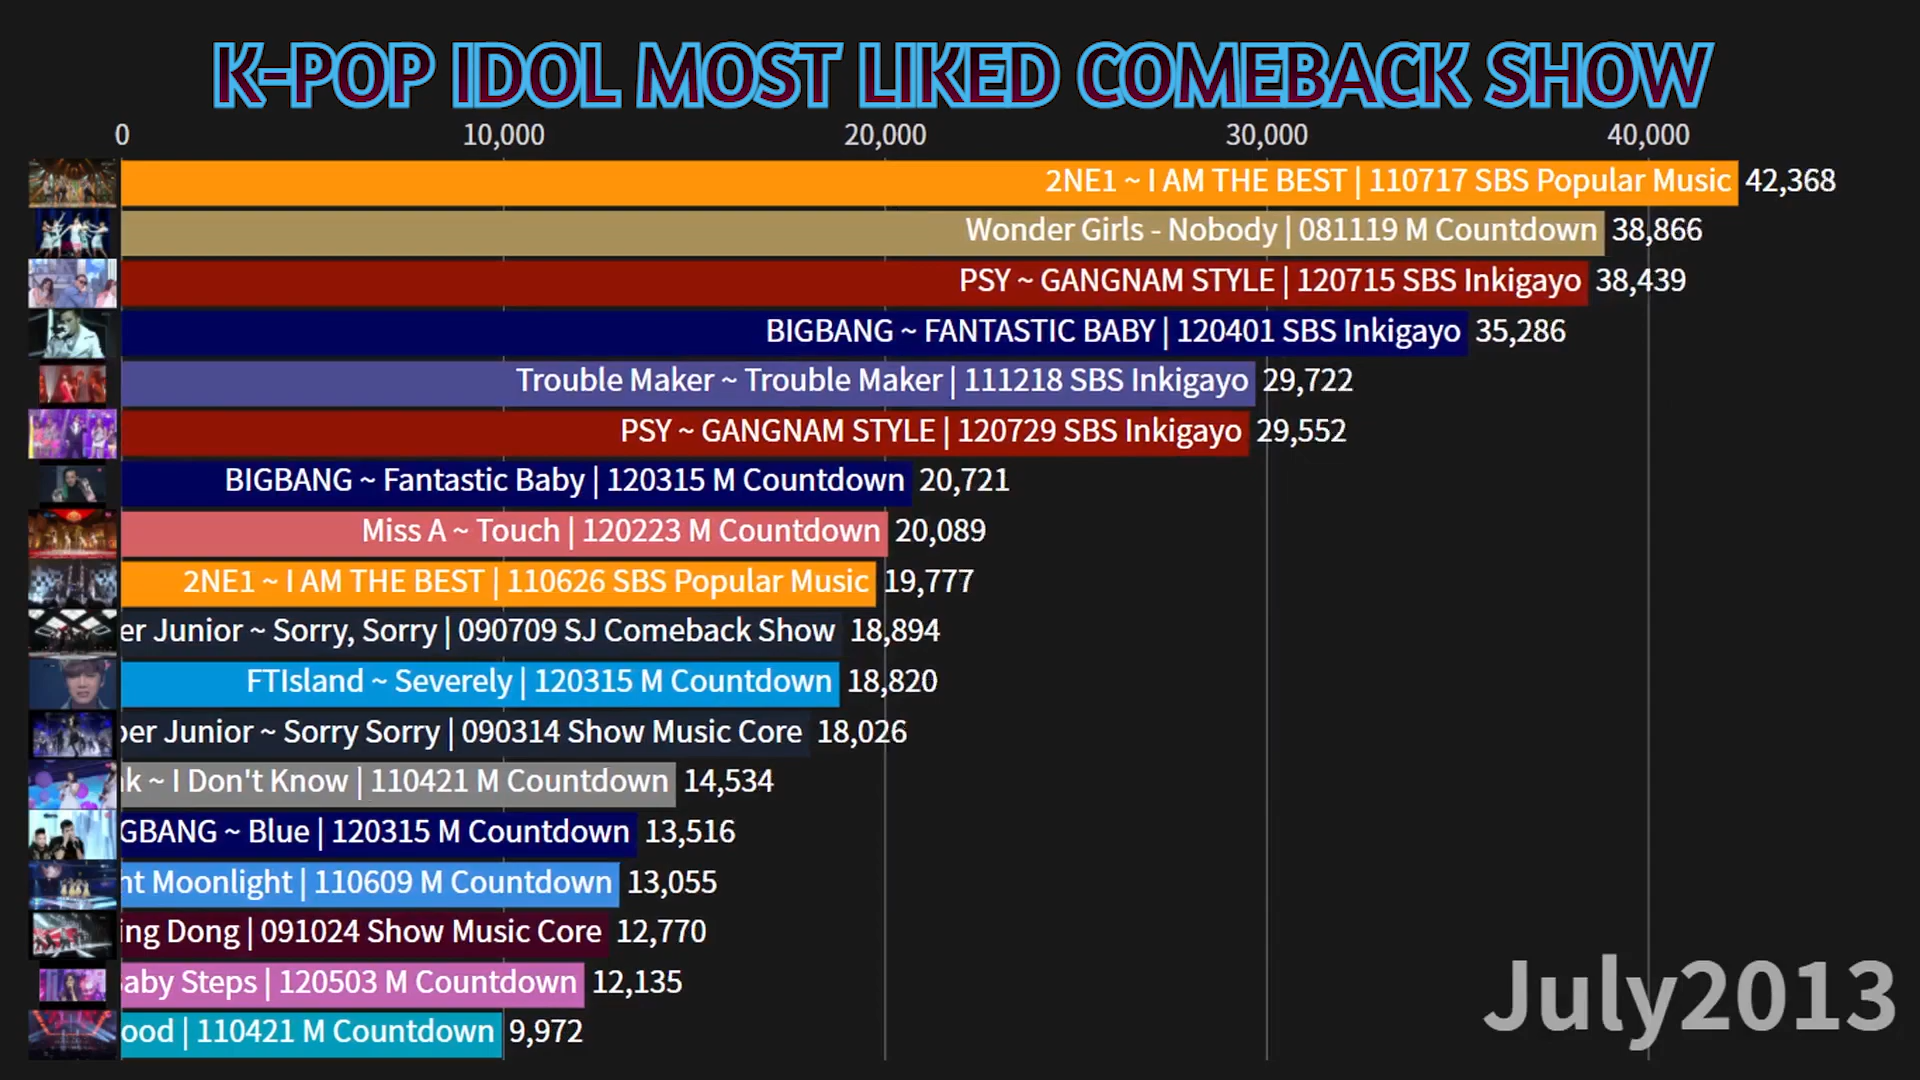 K-POP IDOL MOST LIKED COMEBACK SHOW
0 10,000 20,000 30,000 40,000
2NE1 ~ I AM THE BEST | 110717 SBS Popular Music 42,368
Wonder Girls - Nobody | 081119 M Countdown 38,866
PSY ~ GANGNAM STYLE | 120715 SBS Inkigayo 38,439
BIGBANG ~ FANTASTIC BABY | 120401 SBS Inkigayo 35,286
Trouble Maker ~ Trouble Maker | 111218 SBS Inkigayo 29,722
PSY ~ GANGNAM STYLE | 120729 SBS Inkigayo 29,552
BIGBANG ~ Fantastic Baby | 120315 M Countdown 20,721
Miss A ~ Touch | 120223 M Countdown 20,089
2NE1 ~ I AM THE BEST | 110626 SBS Popular Music 19,777
er Junior ~ Sorry, Sorry | 090709 SJ Comeback Show 18,894
FTIsland ~ Severely | 120315 M Countdown 18,820
per Junior ~ Sorry Sorry | 090314 Show Music Core 18,026
nk ~ I Don't Know | 110421 M Countdown 14,534
GBANG ~ Blue | 120315 M Countdown 13,516
nt Moonlight | 110609 M Countdown 13,055
ing Dong | 091024 Show Music Core 12,770
Baby Steps | 120503 M Countdown 12,135
ood | 110421 M Countdown 9,972
July2013